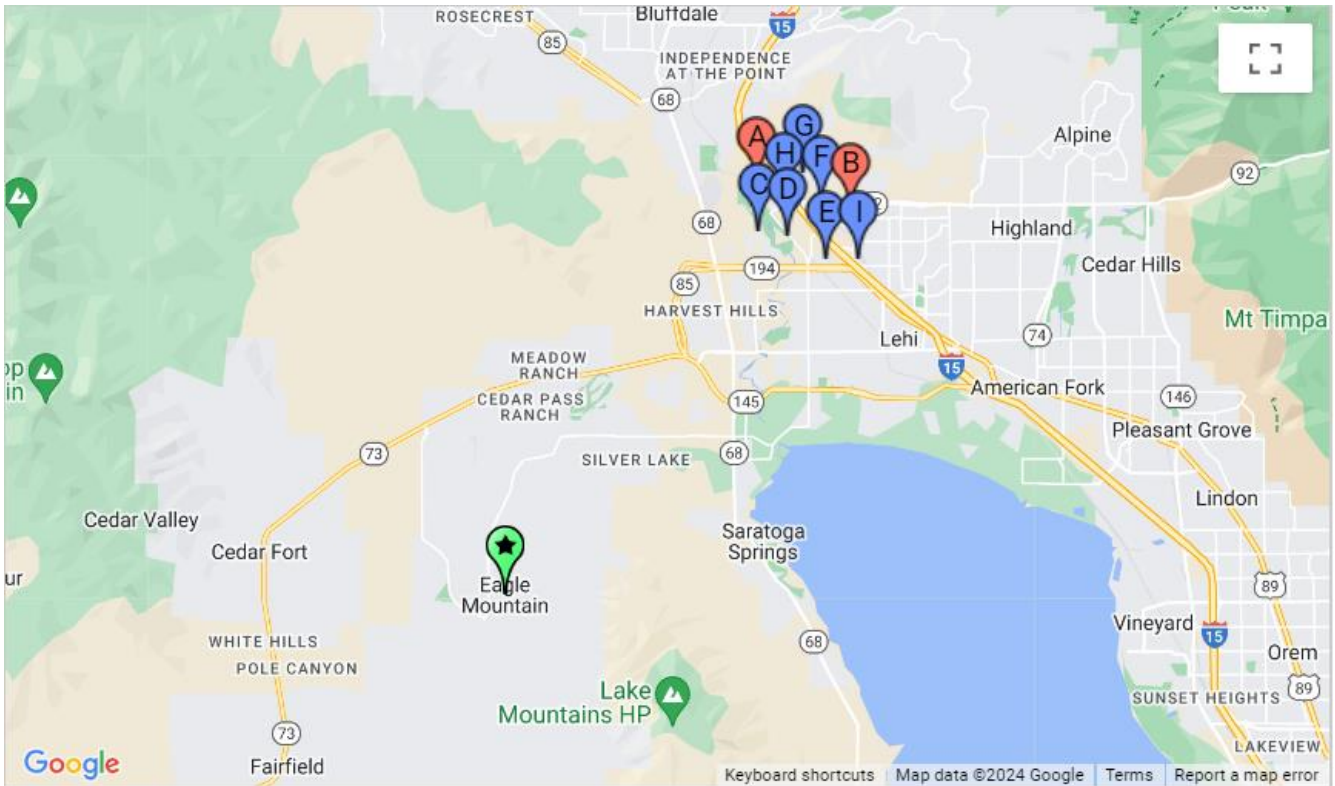 ROSECREST
Bluffdale
15
85
INDEPENDENCE
AT THE POINT
68
Alpine
A
G
H
F
B
92
C
D
E
I
68
Highland
194
Cedar Hills
85
HARVEST HILLS
Mt Timpa
Lehi
74
MEADOW
RANCH
15
op
in
American Fork
CEDAR PASS
RANCH
145
146
Pleasant Grove
73
SILVER LAKE
68
Lindon
Cedar Valley
Saratoga
Springs
Cedar Fort
ur
Eagle
Mountain
89
Vineyard
15
WHITE HILLS
68
Orem
POLE CANYON
Lake
Mountains HP
89
SUNSET HEIGHTS
73
LAKEVIEW
Google
Fairfield
Keyboard shortcuts
Map data ©2024 Google
Terms
Report a map error